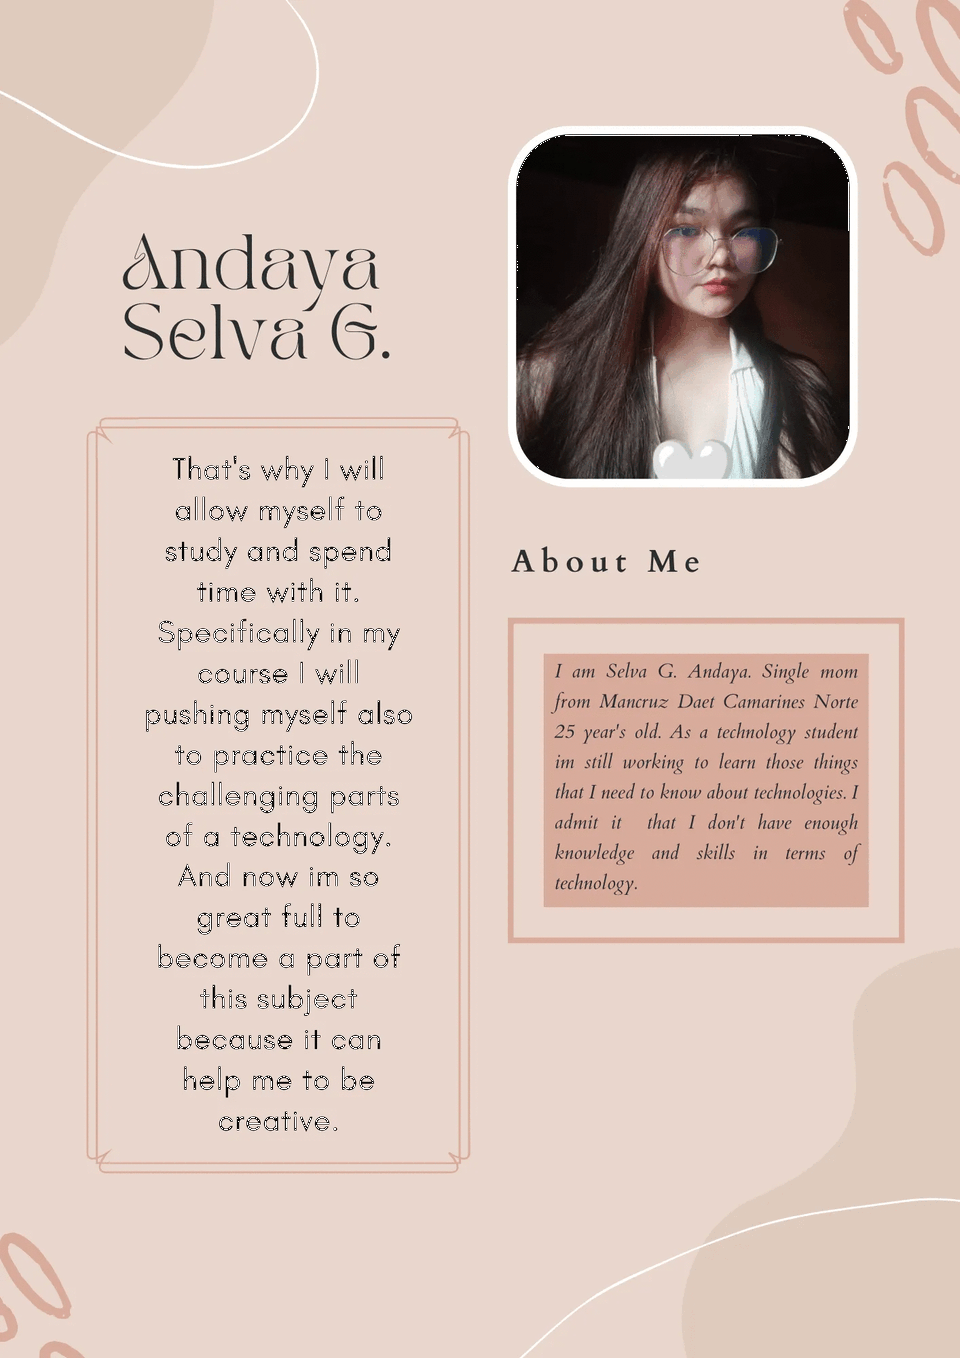 Andaya
Selva G.
About Me
I am Selva G. Andaya. Single mom
from Mancruz Daet Camarines Norte
25 year's old. As a technology student
im still working to learn those things
that I need to know about technologies. I
admit it that I don't have enough
knowledge and skills in terms of
technology.
That's why I will
allow myself to
study and spend
time with it.
Specifically in my
course I will
pushing myself also
to practice the
challenging parts
of a technology.
And now im so
great full to
become a part of
this subject
because it can
help me to be
creative.